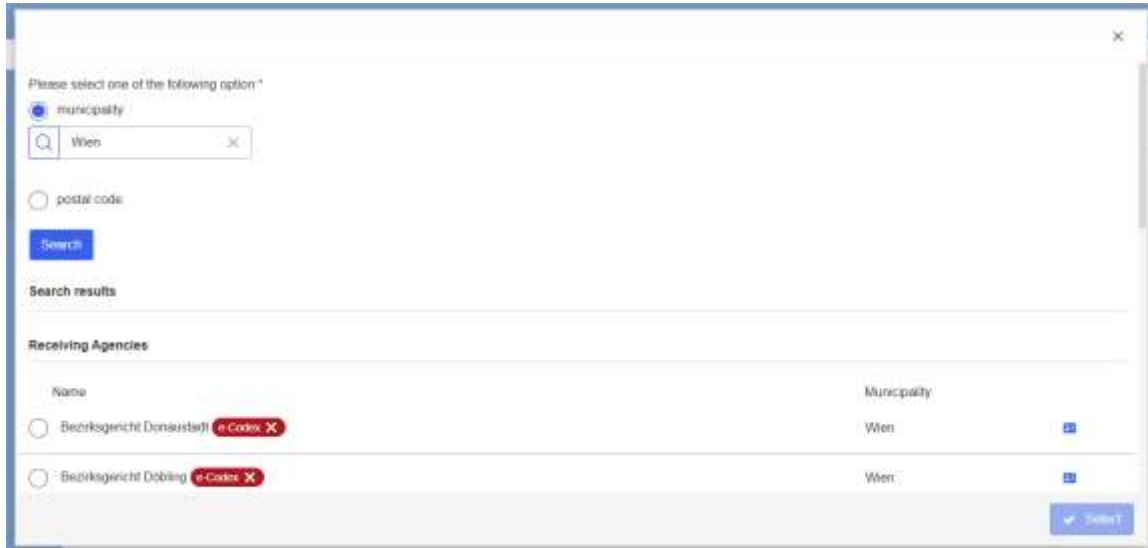 Please select one of the following option *
municipality
Wien
postal code
Search
Search results
Receiving Agencies
Name Municipality
Bezirksgericht Donaustadt e-Codex Wien
Bezirksgericht Döbling e-Codex Wien
Select